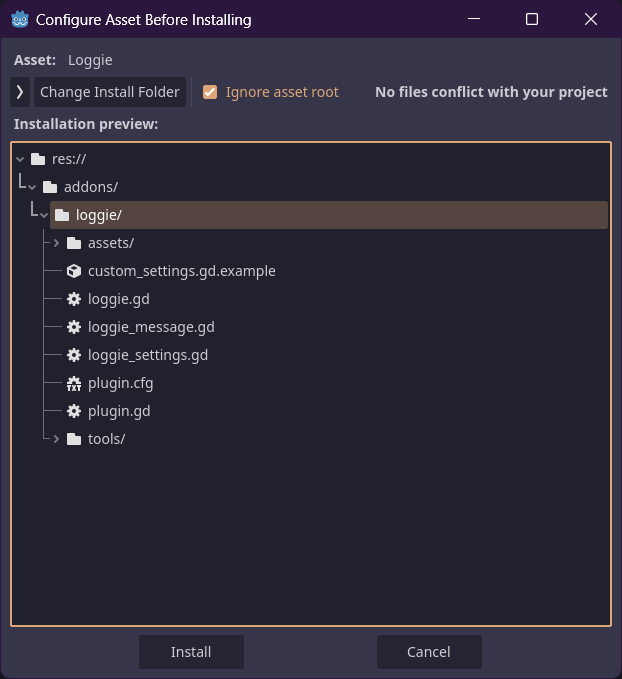 Configure Asset Before Installing
Asset: Loggie
Change Install Folder Ignore asset root No files conflict with your project
Installation preview:
res://
addons/
loggie/
assets/
custom_settings.gd.example
loggie.gd
loggie_message.gd
loggie_settings.gd
plugin.cfg
plugin.gd
tools/
Install Cancel